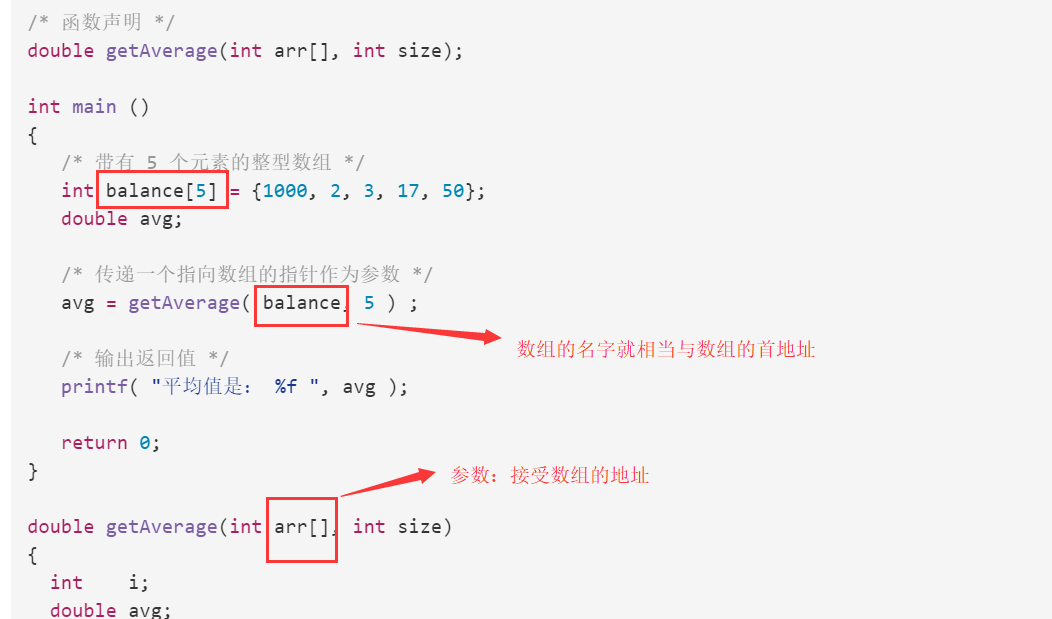 /* 函数声明 */
double getAverage(int arr[], int size);
int main ()
{
/* 带有 5 个元素的整型数组 */
int balance[5] = {1000, 2, 3, 17, 50};
double avg;
/* 传递一个指向数组的指针作为参数 */
avg = getAverage( balance, 5 ) ;
数组的名字就相当与数组的首地址
/* 输出返回值 */
printf( "平均值是： %f ", avg );
return 0;
}
参数：接受数组的地址
double getAverage(int arr[], int size)
{
int    i;
double avg;